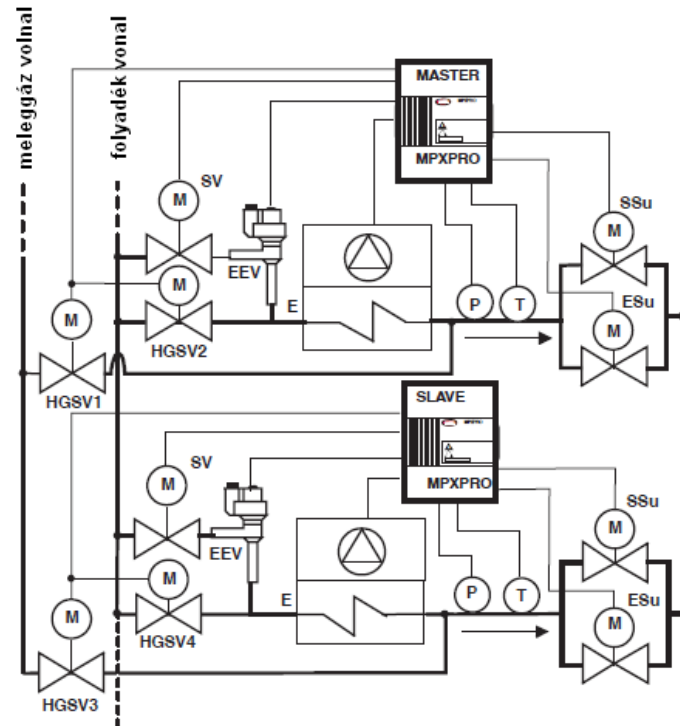 meleggáz volnal
folyadék vonal
MASTER
MPXPRO
SV
M
EEV
M
HGSV2
M
HGSV1
E
P
T
SSu
M
ESu
M
SLAVE
MPXPRO
SV
M
EEV
M
HGSV4
M
HGSV3
E
P
T
SSu
M
ESu
M